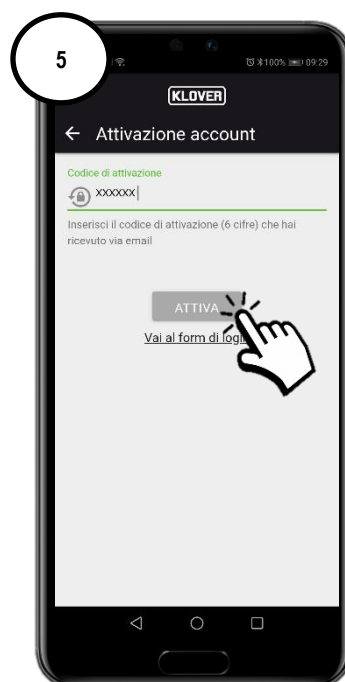 5
100% 09:29
KLOVER
Attivazione account
Codice di attivazione
xxxxxx
Inserisci il codice di attivazione (6 cifre) che hai
ricevuto via email
ATTIVA
Vai al form di login